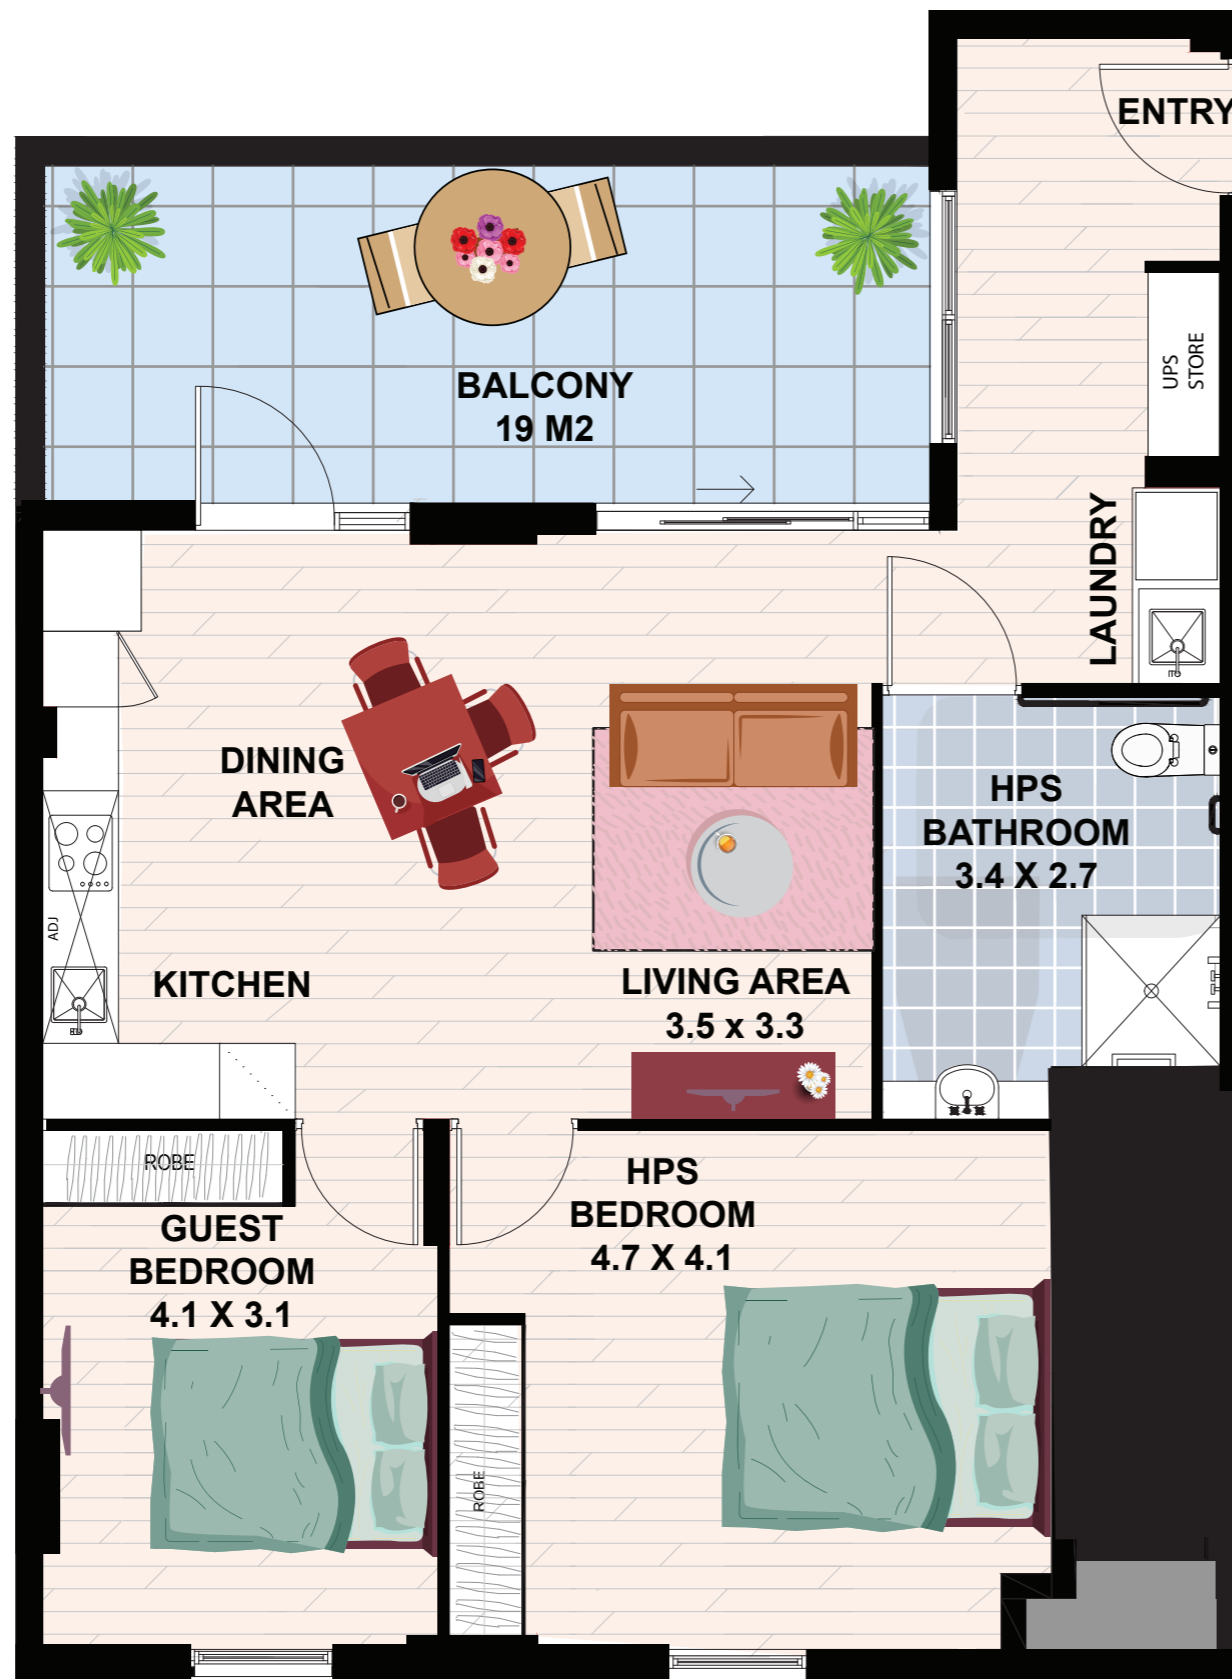 ENTRY
UPS
STORE
BALCONY
19 M2
LAUNDRY
DINING
AREA
HPS
BATHROOM
3.4 X 2.7
ADJ
KITCHEN
LIVING AREA
3.5 x 3.3
ROBE
HPS
BEDROOM
4.7 X 4.1
GUEST
BEDROOM
4.1 X 3.1
ROBE